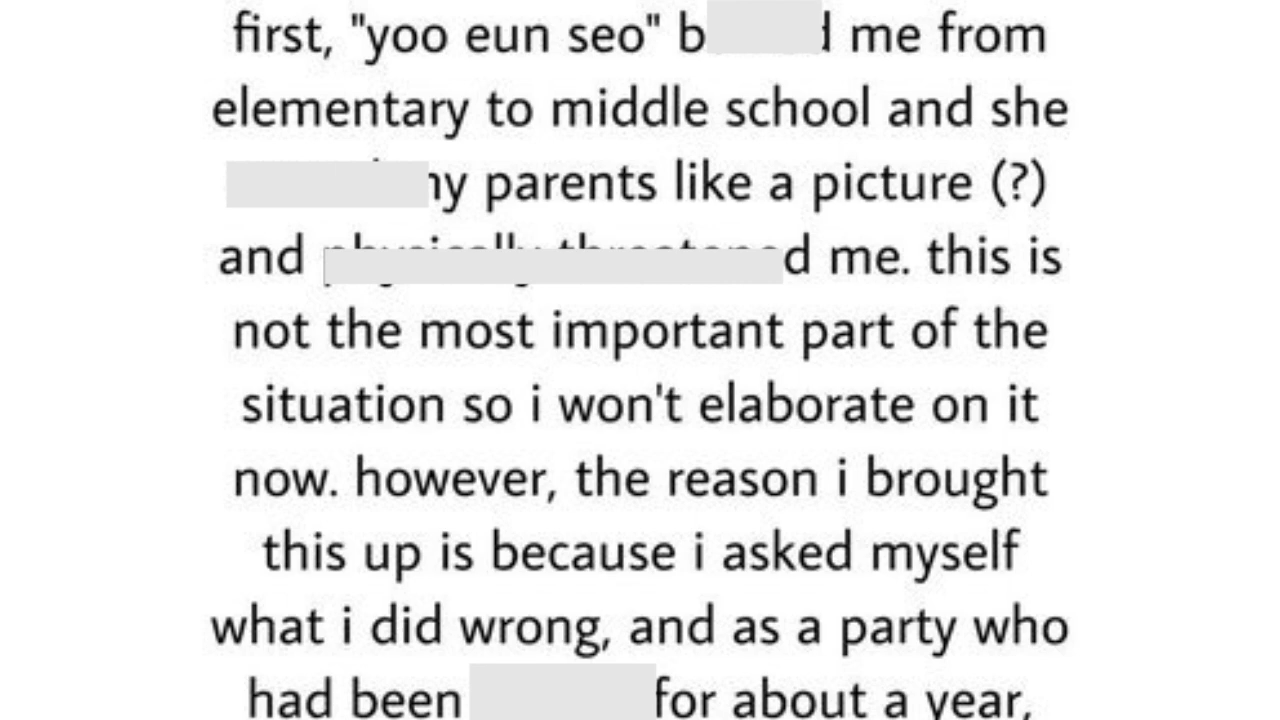 first, "yoo eun seo" me from
elementary to middle school and she
parents like a picture (?)
and me. this is
not the most important part of the
situation so i won't elaborate on it
now. however, the reason i brought
this up is because i asked myself
what i did wrong, and as a party who
had been for about a year,